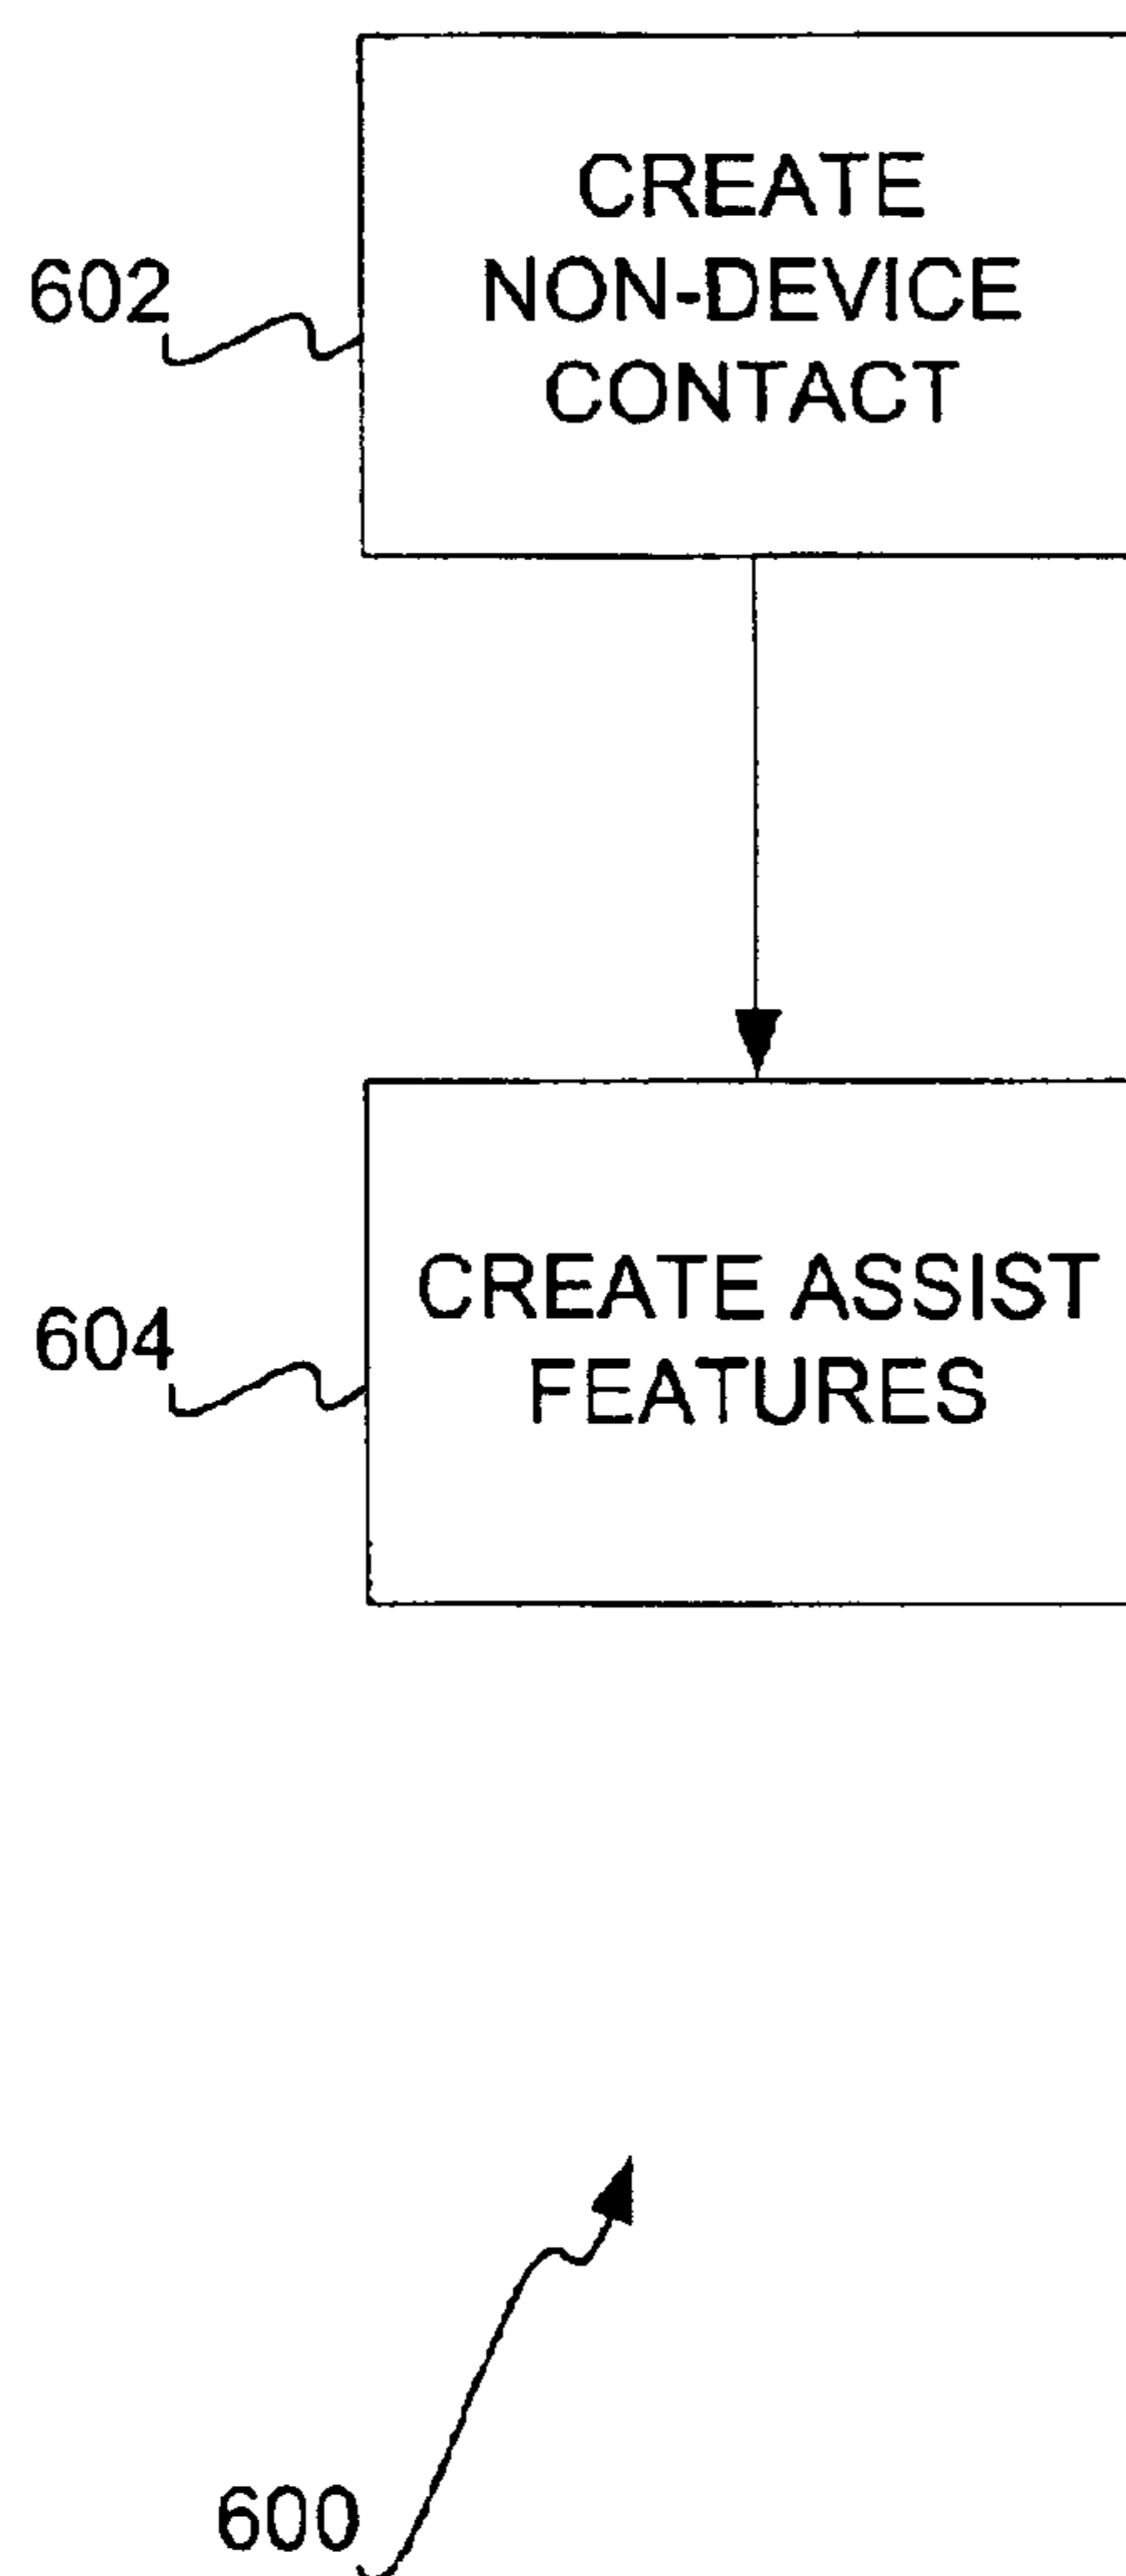 CREATE
NON-DEVICE
CONTACT
602
CREATE ASSIST
FEATURES
604
600